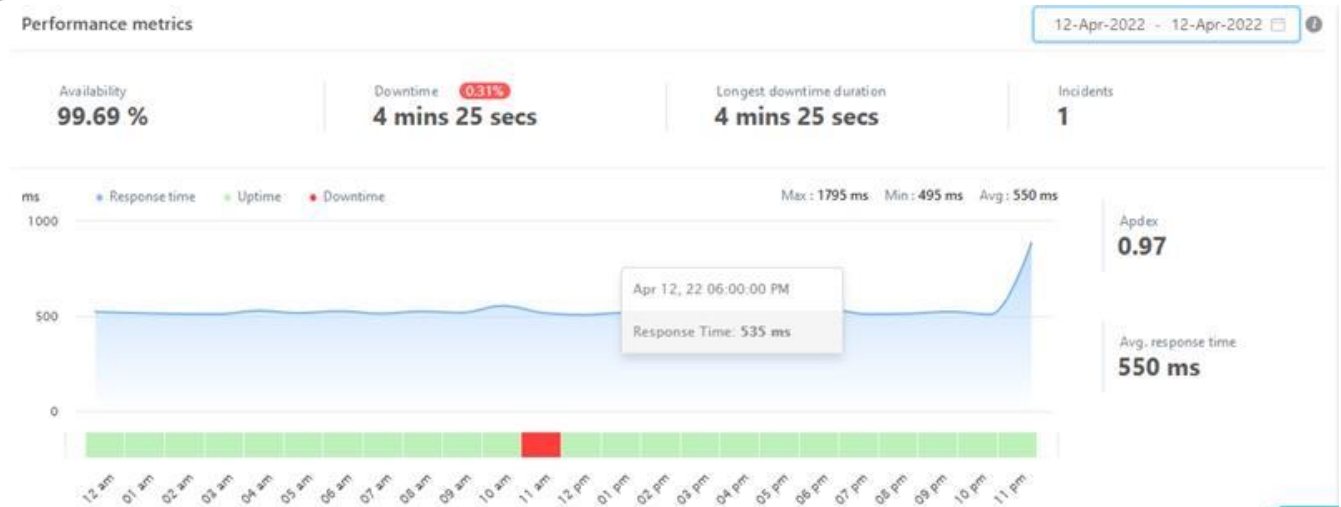 Performance metrics
12-Apr-2022 - 12-Apr-2022
Availability
99.69 %
Downtime 0.31%
4 mins 25 secs
Longest downtime duration
4 mins 25 secs
Incidents
1
ms
Response time
Uptime
Downtime
Max : 1795 ms Min : 495 ms Avg : 550 ms
1000
500
0
Apr 12, 22 06:00:00 PM
Response Time: 535 ms
Apdex
0.97
Avg. response time
550 ms
12 am
01 am
02 am
03 am
04 am
05 am
06 am
07 am
08 am
09 am
10 am
11 am
12 pm
01 pm
02 pm
03 pm
04 pm
05 pm
06 pm
07 pm
08 pm
09 pm
10 pm
11 pm